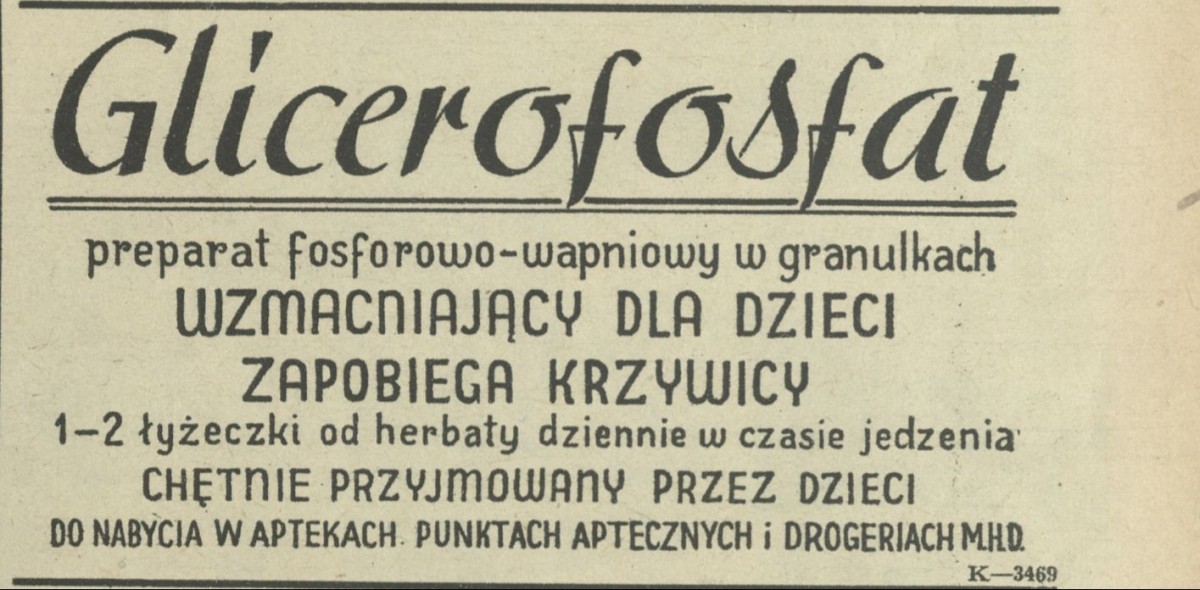 Glicerofosfat
preparat fosforowo-wapniowy w granulkach
WZMACNIAJĄCY DLA DZIECI
ZAPOBIEGA KRZYWICY
1-2 łyżeczki od herbaty dziennie w czasie jedzenia
CHĘTNIE PRZYJMOWANY PRZEZ DZIECI
DO NABYCIA W APTEKACH. PUNKTACH APTECZNYCH i DROGERIACH M.H.D.
K—3469